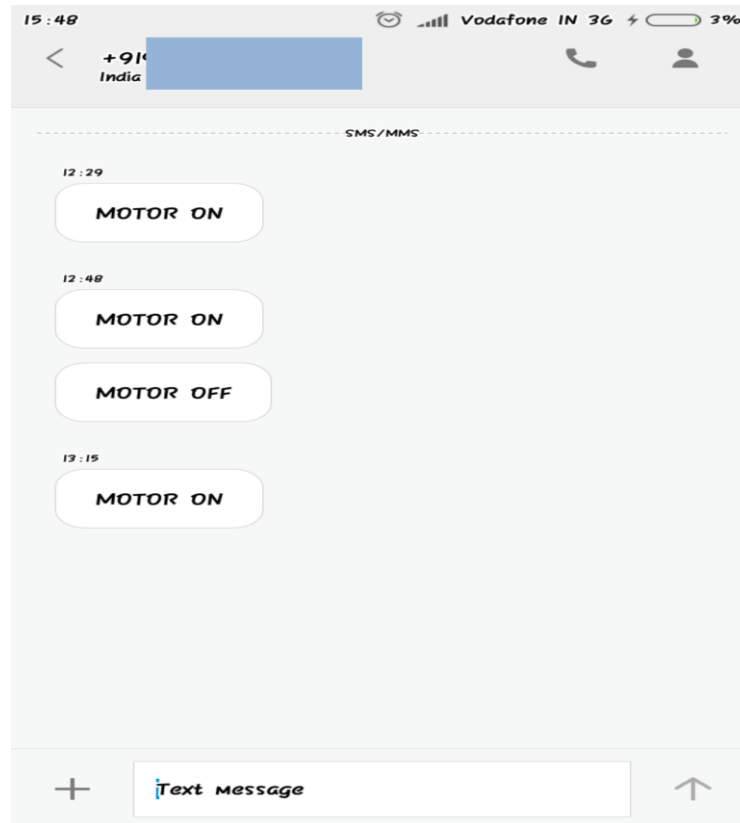 15:48 Vodafone IN 3G 3%
+919
India
SMS/MMS
12:29
MOTOR ON
12:48
MOTOR ON
MOTOR OFF
13:15
MOTOR ON
Text message